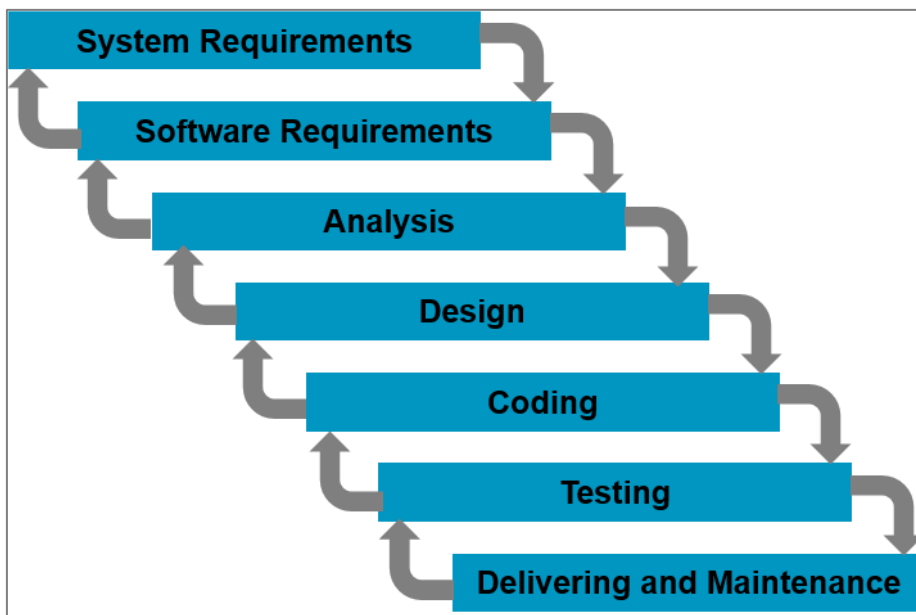 System Requirements
Software Requirements
Analysis
Design
Coding
Testing
Delivering and Maintenance